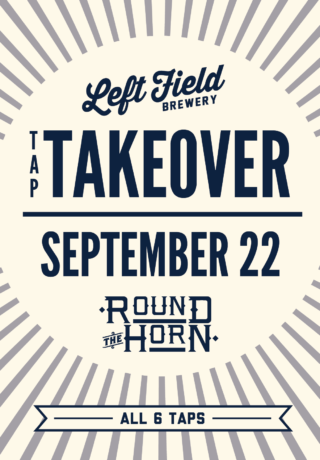 Left Field
BREWERY
TAP
TAKEOVER
SEPTEMBER 22
ROUND
THE HORN
ALL 6 TAPS